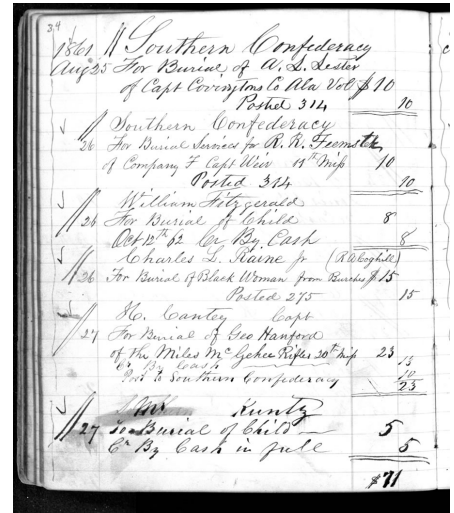 34
1861 // Southern Confederacy
Aug 25 For Burial of A. L. Lester
of Capt Covingtons Co Ala Vol $10
Posted 314 10
Southern Confederacy
26 For Burial Services for R. R. Feemster
of Company F Capt Weir 11th Miss 10
Posted 314 10
William Fitzgerald
26 For Burial of Child 8
Oct 12th 62 Cr By Cash 8
Charles L. Raine Jr (R A Coghill)
26 For Burial of Black Woman from Burches $15
Posted 275 15
H. Cantey Capt
27 For Burial of Geo Hanford
of the Miles McGehee Rifles 20th Miss 23
Cr By Cash 13
Post to Southern Confederacy 10
23
Kuntz
27 To Burial of Child 5
Cr By Cash in full 5
$71